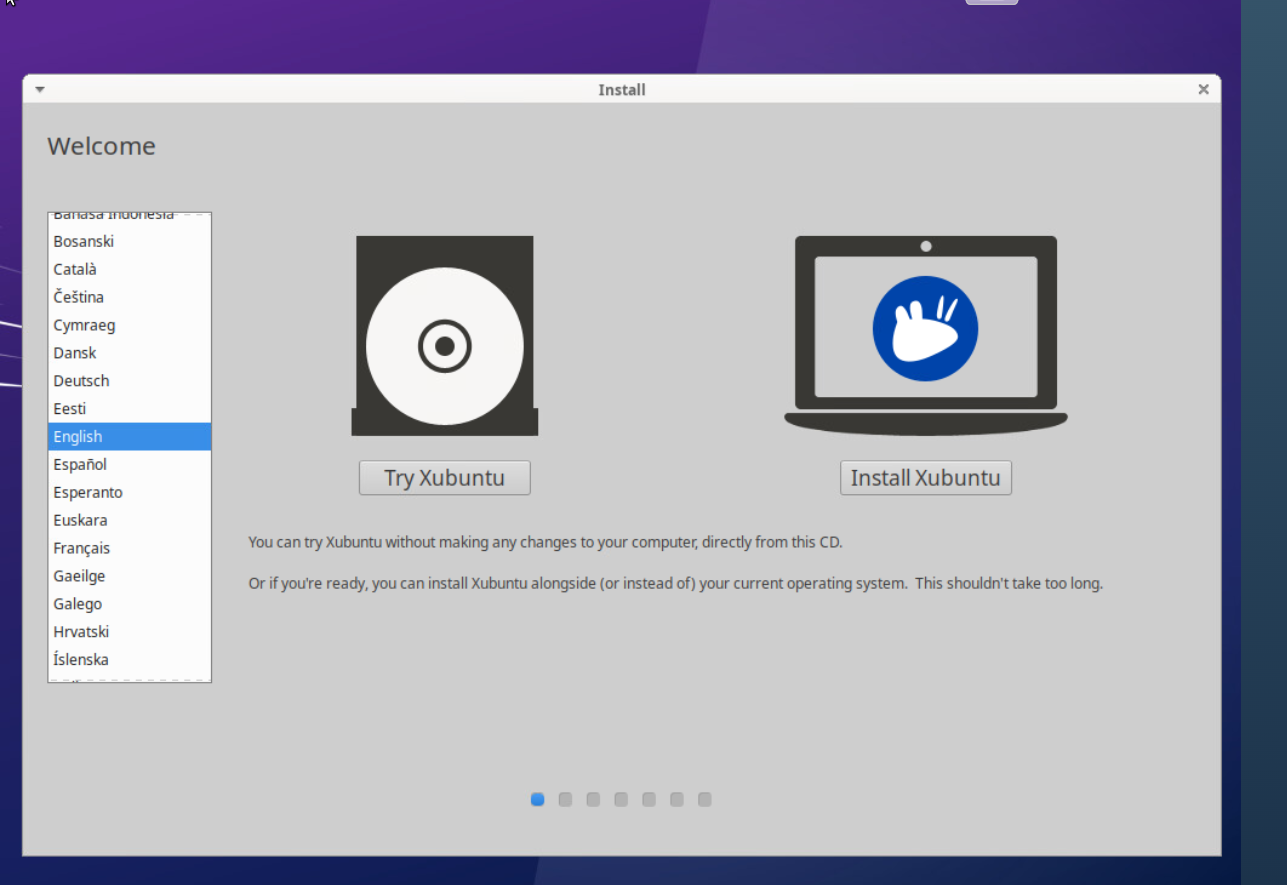 Install
Welcome
Bahasa Indonesia
Bosanski
Català
Čeština
Cymraeg
Dansk
Deutsch
Eesti
English
Español
Esperanto
Euskara
Français
Gaeilge
Galego
Hrvatski
Íslenska
Try Xubuntu
Install Xubuntu
You can try Xubuntu without making any changes to your computer, directly from this CD.
Or if you're ready, you can install Xubuntu alongside (or instead of) your current operating system.  This shouldn't take too long.